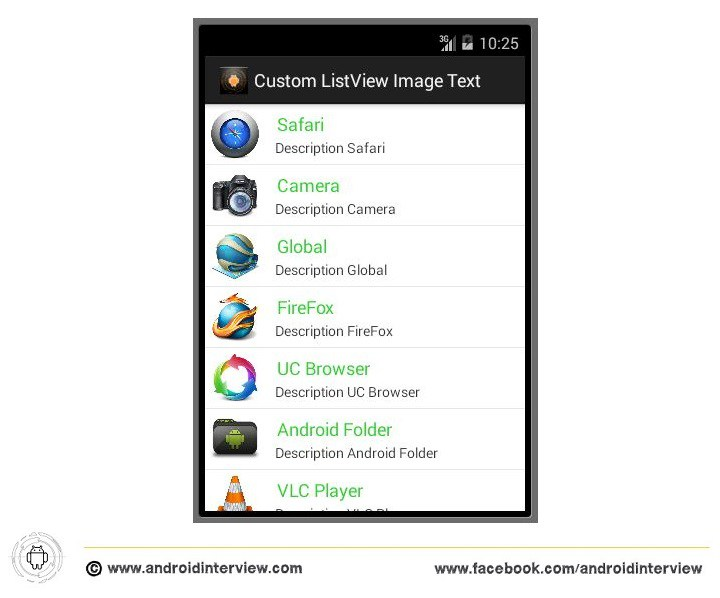 3G 10:25
Custom ListView Image Text
Safari
Description Safari
Camera
Description Camera
Global
Description Global
FireFox
Description FireFox
UC Browser
Description UC Browser
Android Folder
Description Android Folder
VLC Player
© www.androidinterview.com
www.facebook.com/androidinterview